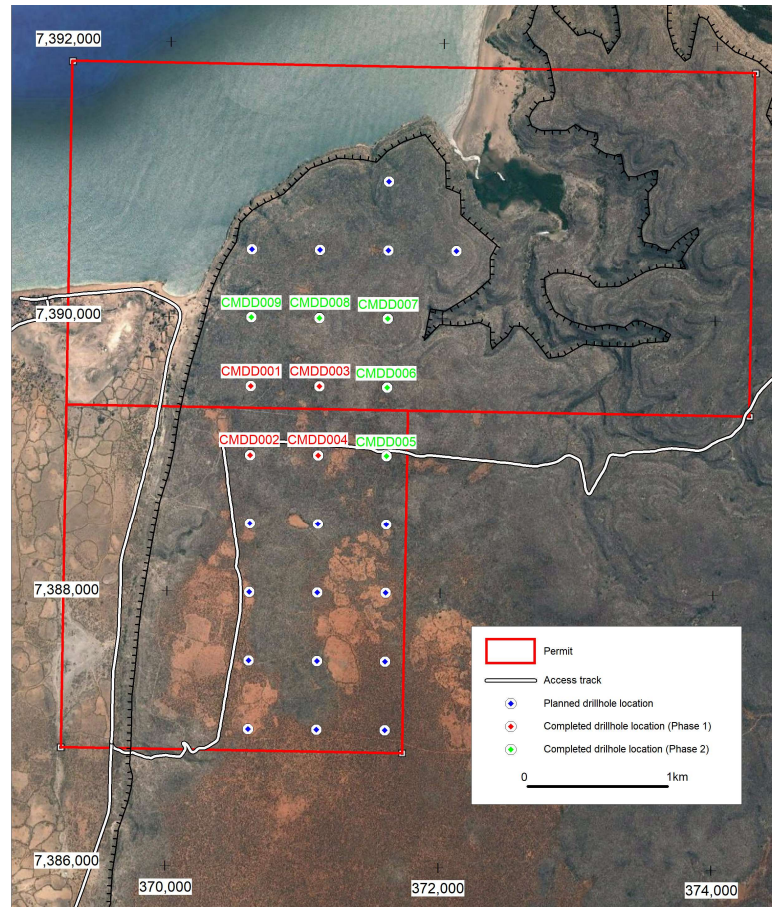 7,392,000
CMDD009 CMDD008 CMDD007
7,390,000
CMDD001 CMDD003 CMDD006
CMDD002 CMDD004 CMDD005
7,388,000
Permit
Access track
Planned drillhole location
Completed drillhole location (Phase 1)
Completed drilhole location (Phase 2)
0 1km
7,386,000
370,000 372,000 374,000